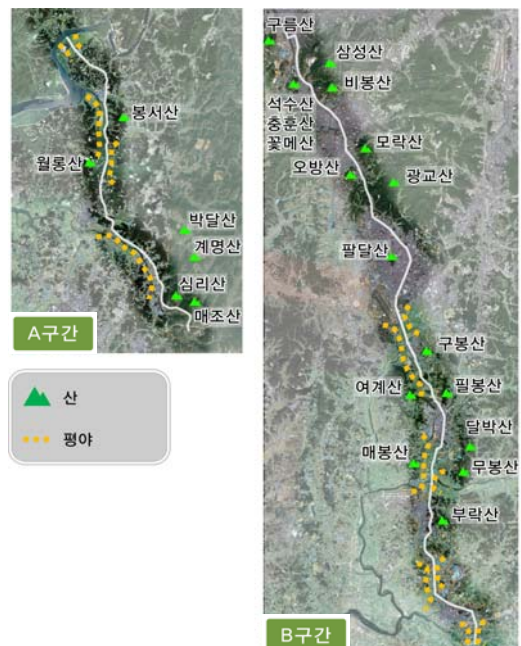 봉서산
월롱산
박달산
계명산
심리산
매조산
A구간
산
평야
구름산
삼성산
비봉산
석수산
충훈산
꽃메산
모락산
오방산
광교산
팔달산
구봉산
여계산
필봉산
달박산
매봉산
무봉산
부락산
B구간